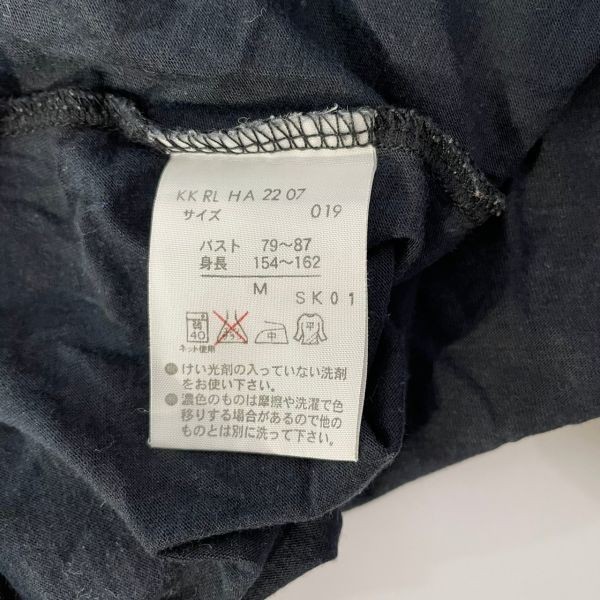 KK RL HA 22 07
サイズ 019
バスト 79〜87
身長 154〜162
M
SK01
弱 40 中 平
ネット使用
●けい光剤の入っていない洗剤
をお使い下さい。
●濃色のものは摩擦や洗濯で色
移りする場合があるので他の
ものとは別に洗って下さい。